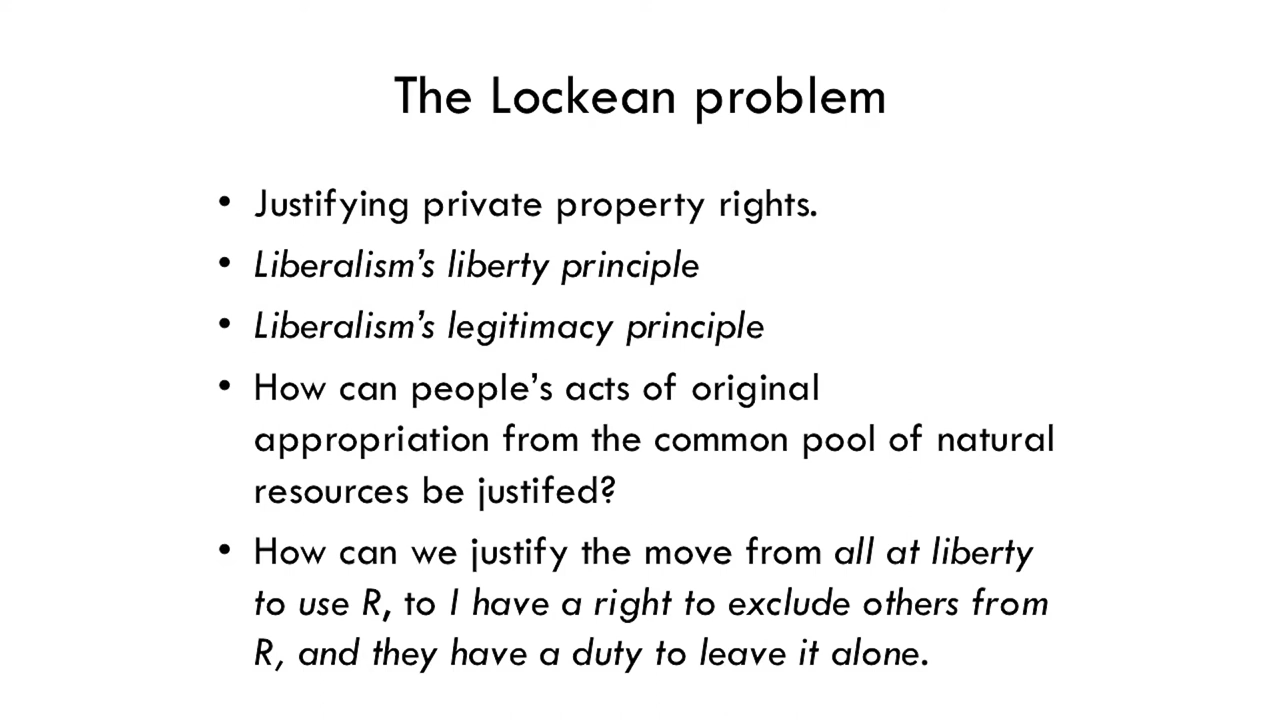 The Lockean problem
• Justifying private property rights.
• Liberalism’s liberty principle
• Liberalism’s legitimacy principle
• How can people’s acts of original
appropriation from the common pool of natural
resources be justifed?
• How can we justify the move from all at liberty
to use R, to I have a right to exclude others from
R, and they have a duty to leave it alone.